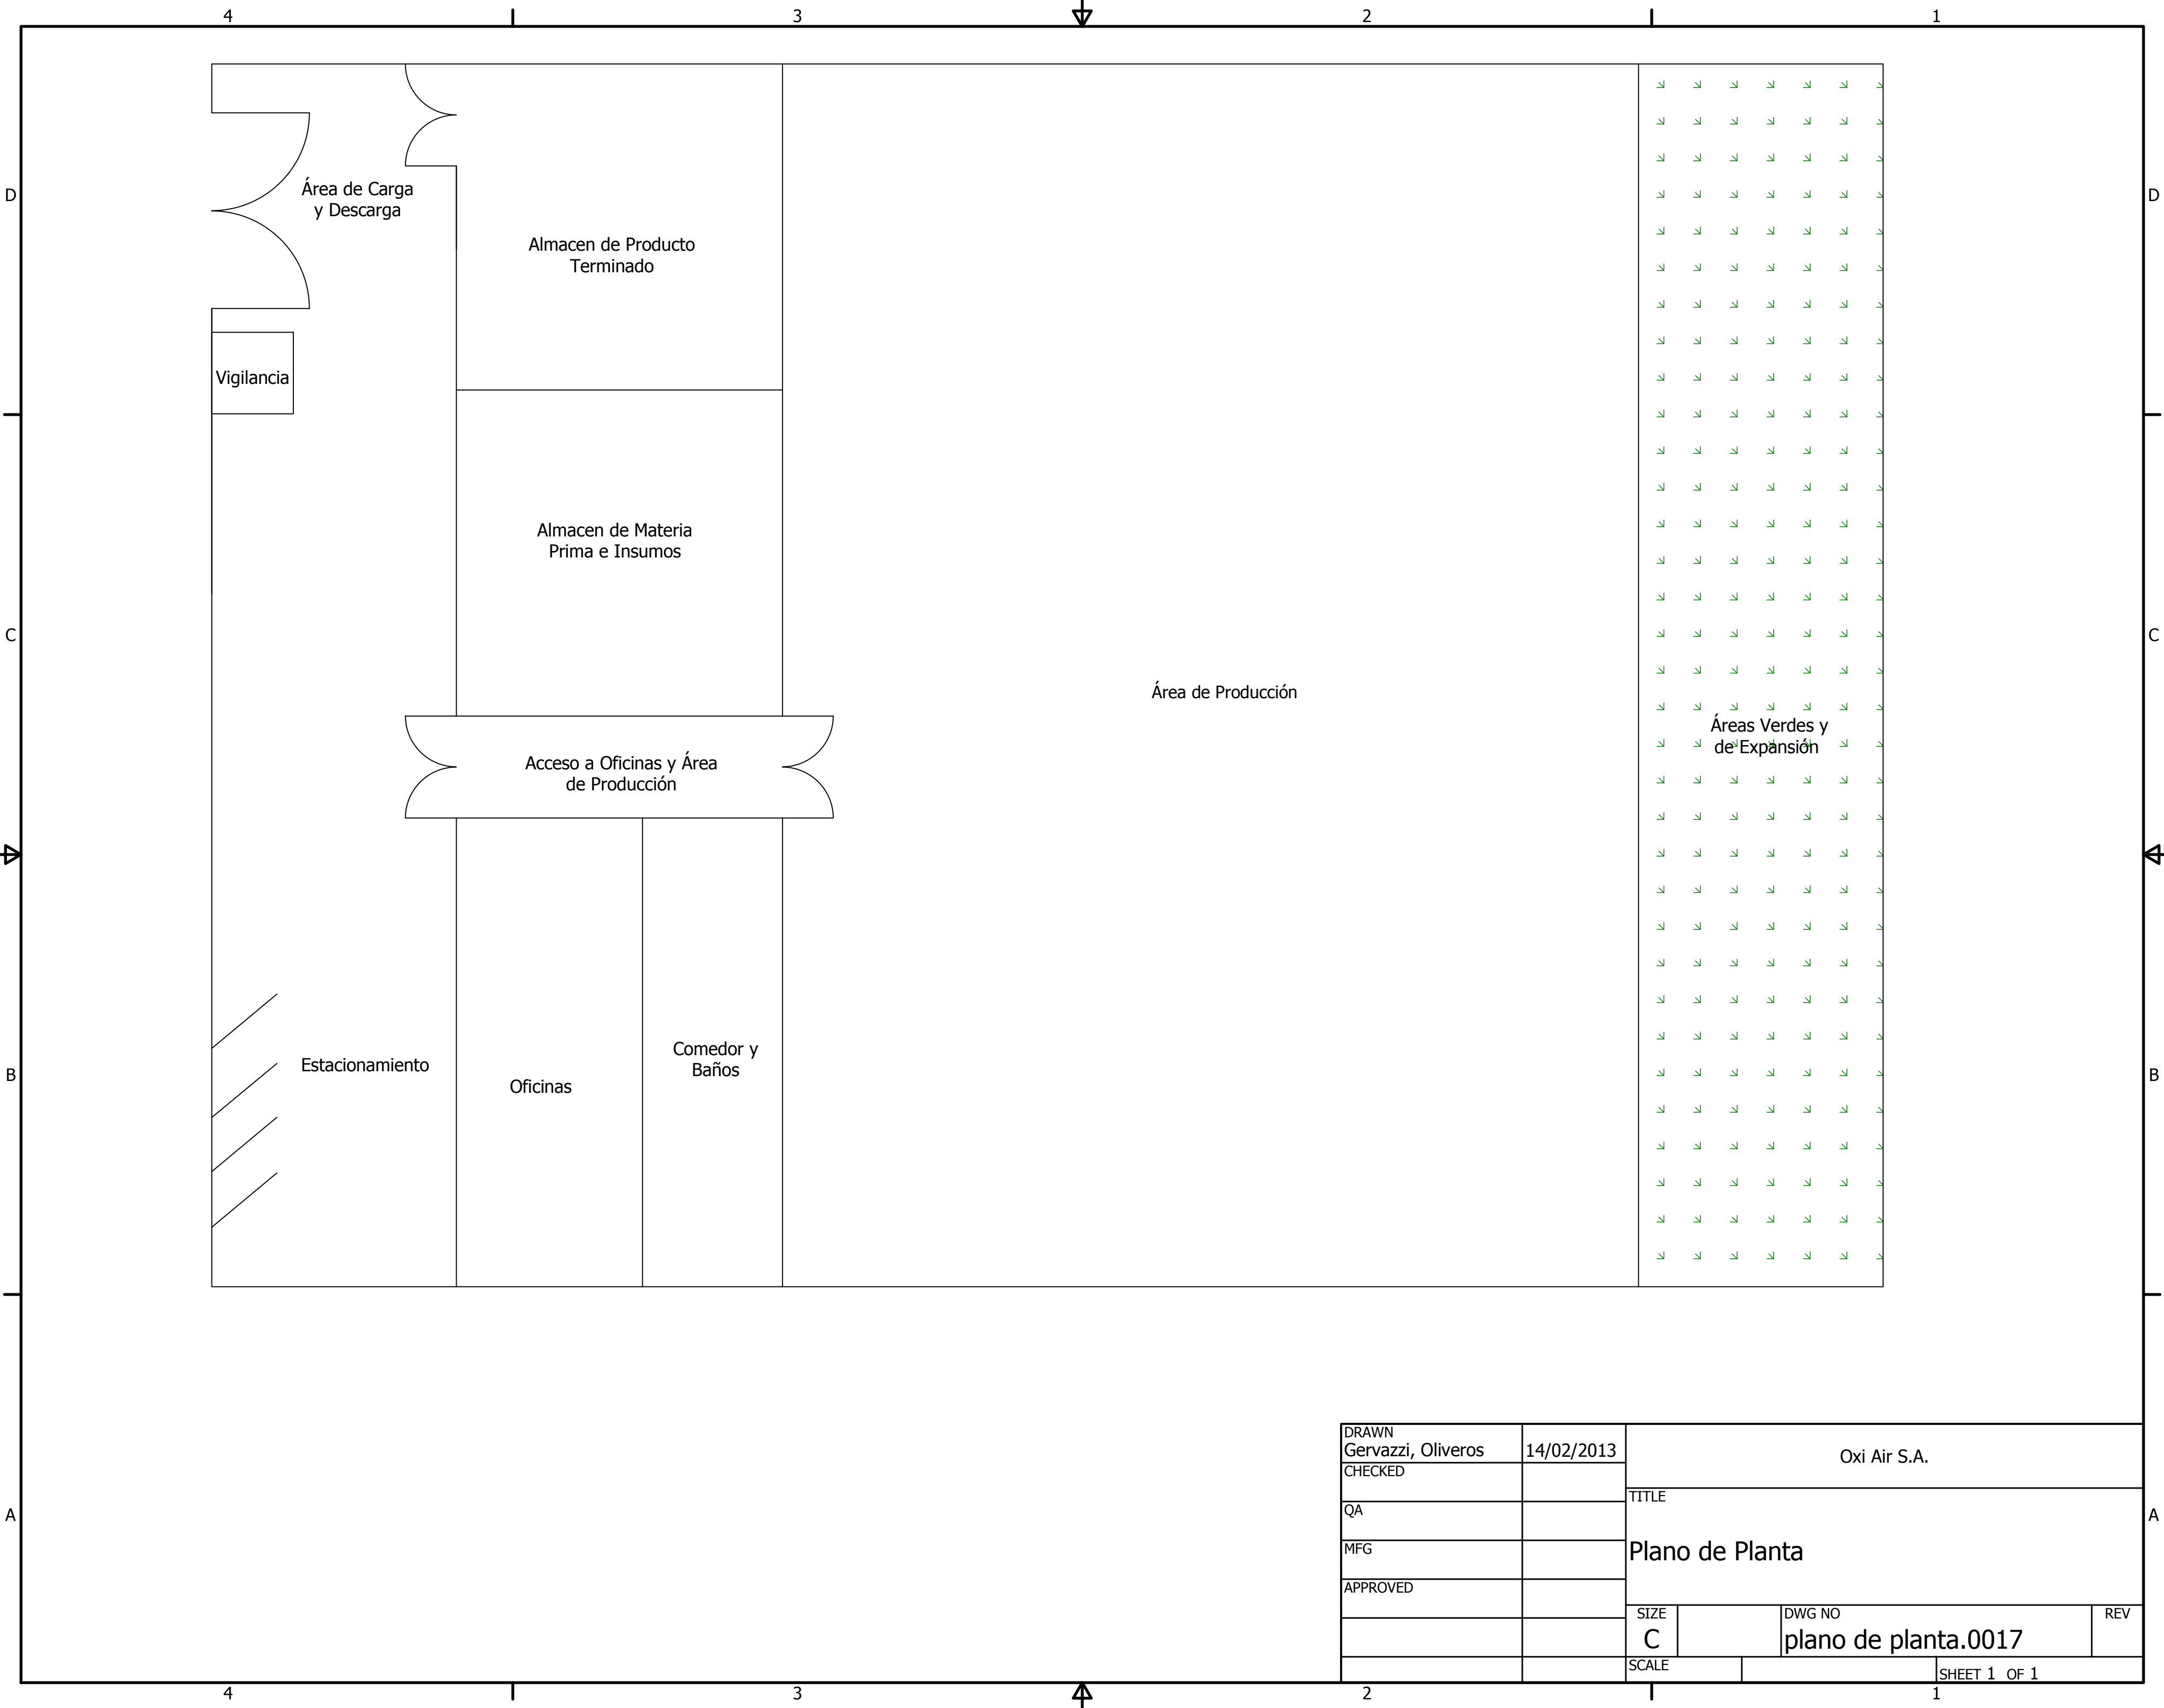 4 3 2 1
D
D
Área de Carga
y Descarga
Almacen de Producto
Terminado
Vigilancia
Almacen de Materia
Prima e Insumos
C
C
Área de Producción
Áreas Verdes y
de Expansión
Acceso a Oficinas y Área
de Producción
B
B
Estacionamiento
Oficinas
Comedor y
Baños
A
A
DRAWN
Gervazzi, Oliveros
14/02/2013
CHECKED
QA
MFG
APPROVED
Oxi Air S.A.
TITLE
Plano de Planta
SIZE
C
DWG NO
plano de planta.0017
REV
SCALE
SHEET 1 OF 1
4 3 2 1